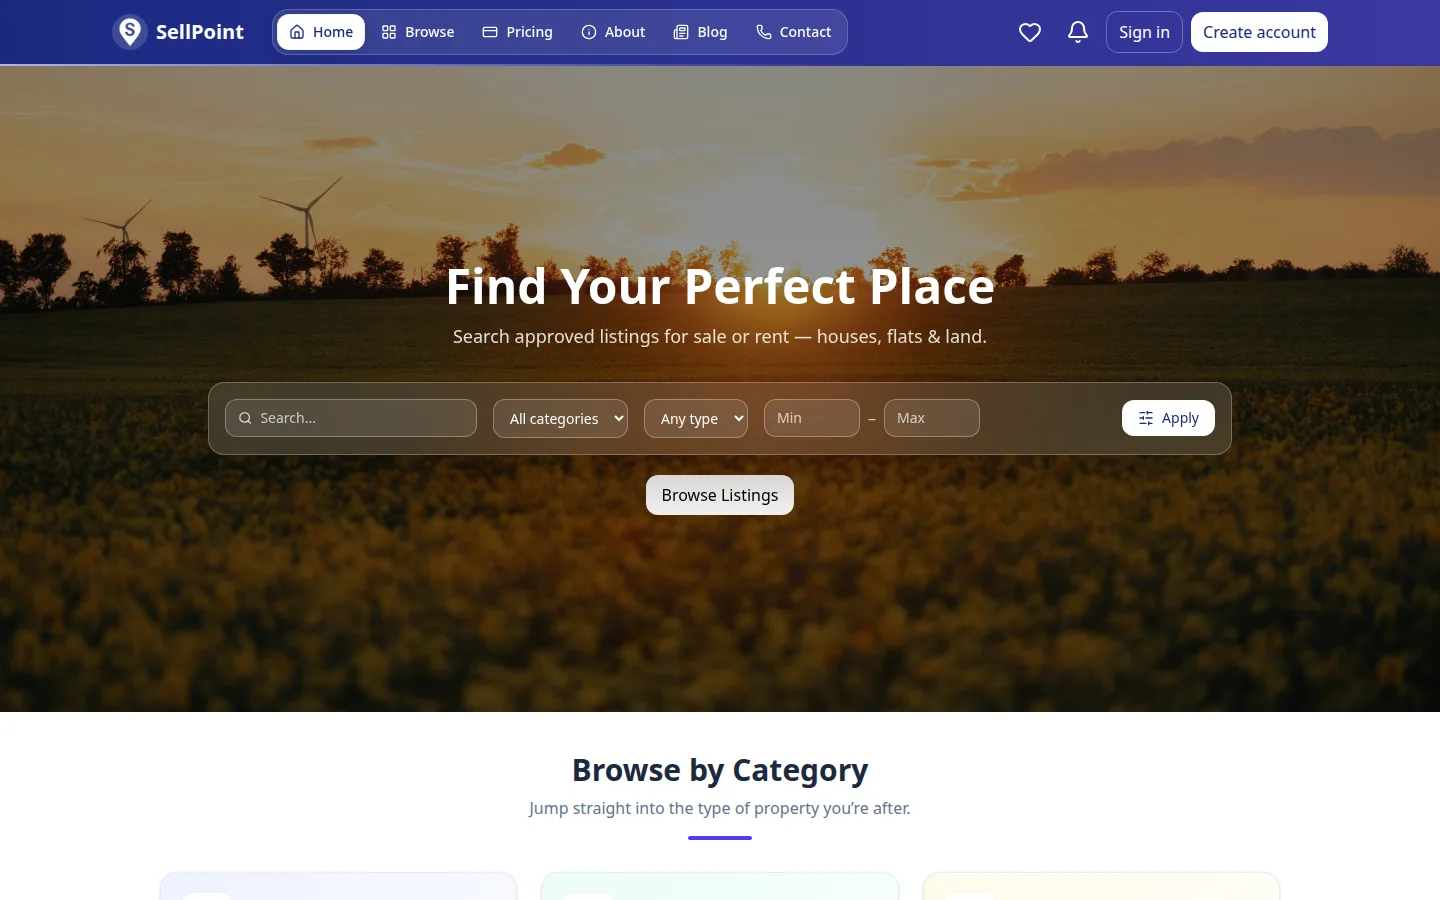 SellPoint
Home
Browse
Pricing
About
Blog
Contact
Sign in
Create account
Find Your Perfect Place
Search approved listings for sale or rent — houses, flats & land.
Search...
All categories
Any type
Min
–
Max
Apply
Browse Listings
Browse by Category
Jump straight into the type of property you’re after.